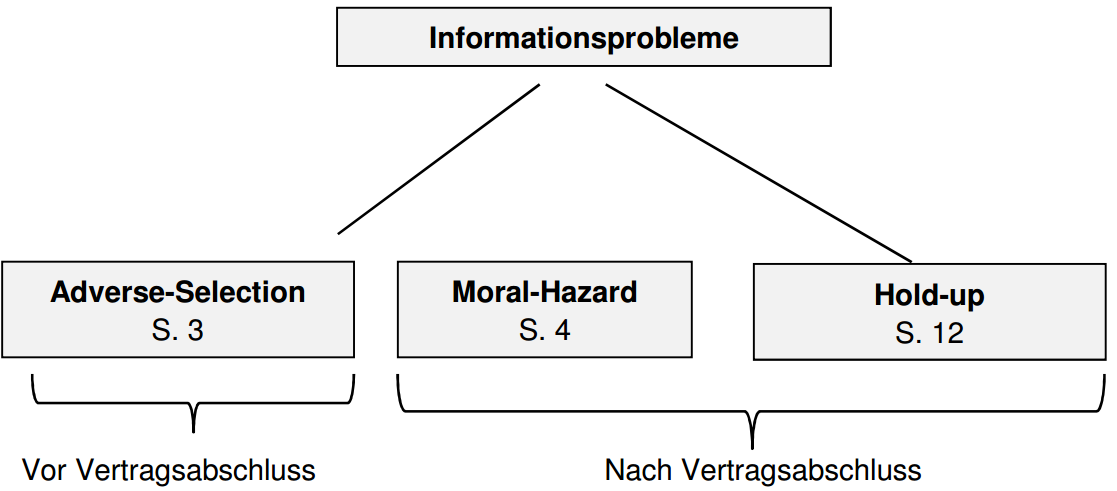 Informationsprobleme
Adverse-Selection
S. 3
Moral-Hazard
S. 4
Hold-up
S. 12
Vor Vertragsabschluss
Nach Vertragsabschluss